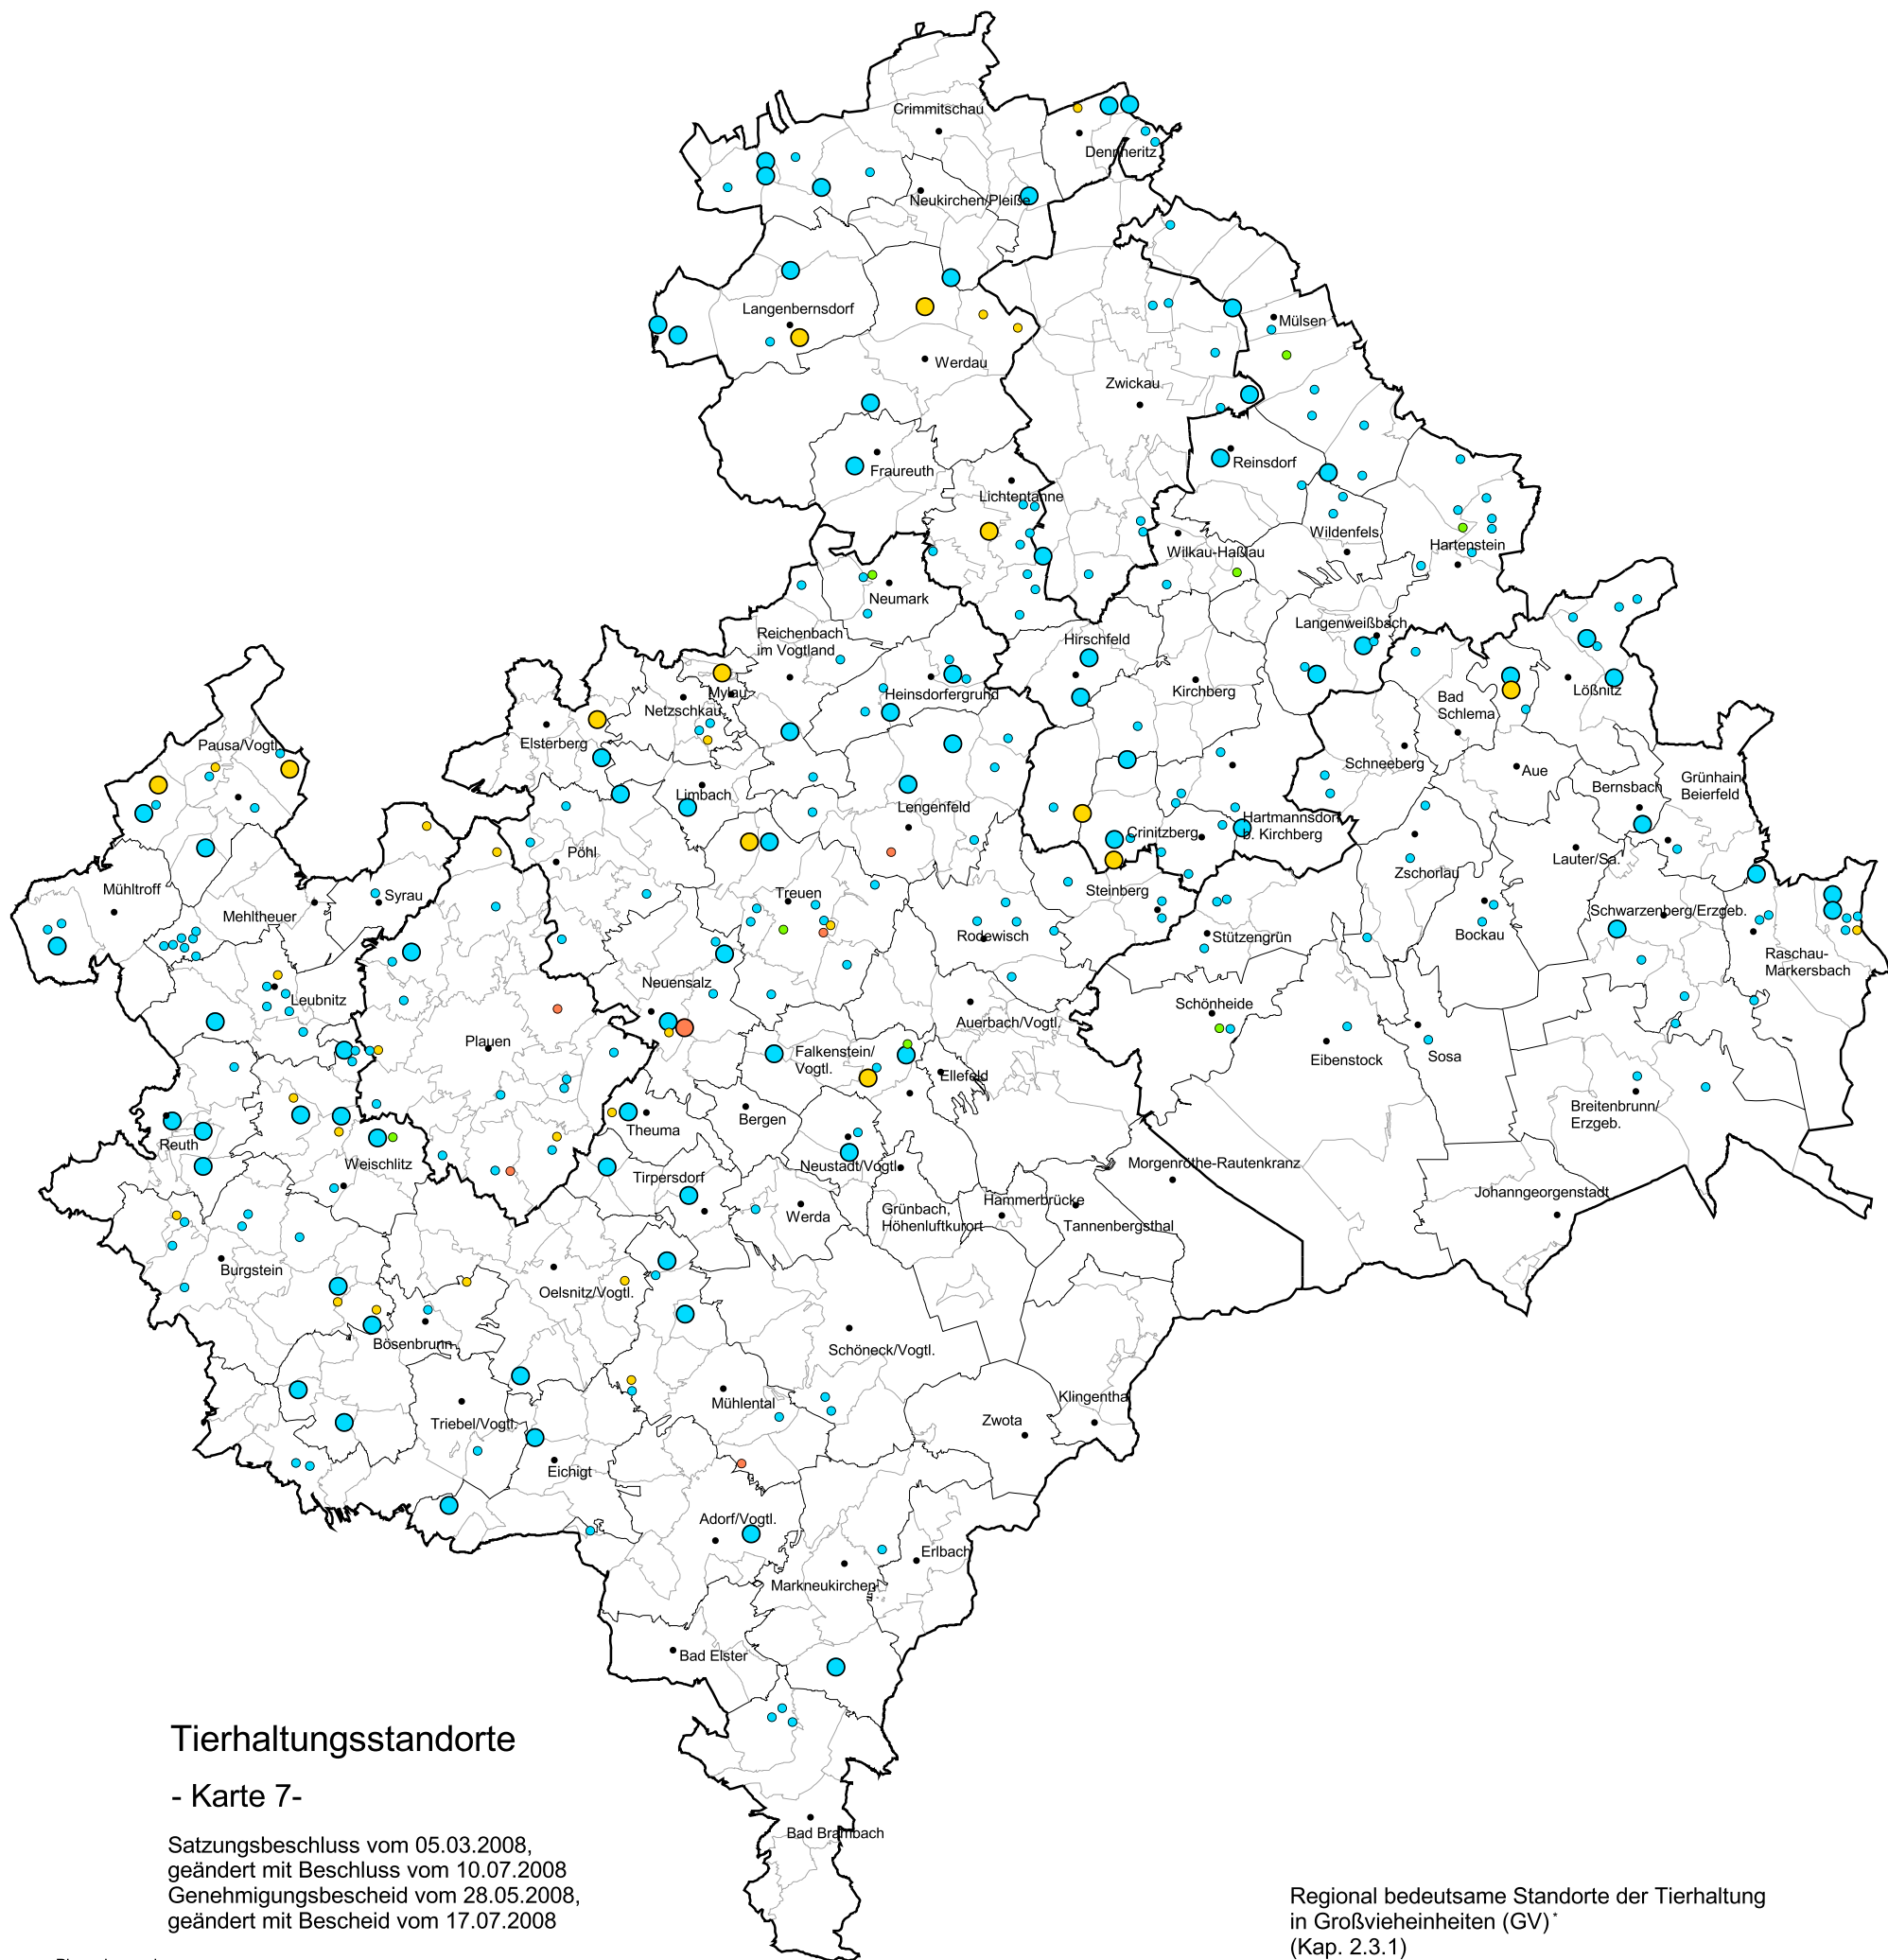 Crimmitschau
Dennheritz
Neukirchen/Pleiße
Langenbernsdorf
Mülsen
Werdau
Zwickau
Fraureuth
Reinsdorf
Lichtentanne
Wildenfels
Wilkau-Haßlau
Hartenstein
Neumark
Langenweißbach
Reichenbach
im Vogtland
Hirschfeld
Mylau
Heinsdorfergrund
Kirchberg
Lößnitz
Bad
Schlema
Netzschkau
Pausa/Vogtl.
Elsterberg
Schneeberg
Aue
Grünhain
Beierfeld
Bernsbach
Limbach
Lengenfeld
Hartmannsdorf
b. Kirchberg
Crinitzberg
Pöhl
Lauter/Sa.
Zschorlau
Mühltroff
Syrau
Treuen
Steinberg
Mehltheuer
Schwarzenberg/Erzgeb.
Rodewisch
Stützengrün
Bockau
Raschau-
Markersbach
Leubnitz
Neuensalz
Schönheide
Auerbach/Vogtl.
Plauen
Falkenstein/
Vogtl.
Eibenstock
Sosa
Ellefeld
Breitenbrunn/
Erzgeb.
Bergen
Theuma
Reuth
Weischlitz
Neustadt/Vogtl.
Morgenröthe-Rautenkranz
Tirpersdorf
Johanngeorgenstadt
Hammerbrücke
Werda
Grünbach,
Höhenluftkurort
Tannenbergsthal
Burgstein
Oelsnitz/Vogtl.
Bösenbrunn
Schöneck/Vogtl.
Klingentha
Mühlental
Zwota
Triebel/Vogtl.
Eichigt
Adorf/Vogtl.
Erlbach
Markneukirchen
Bad Elster
Tierhaltungsstandorte
- Karte 7-
Bad Brambach
Satzungsbeschluss vom 05.03.2008,
geändert mit Beschluss vom 10.07.2008
Genehmigungsbescheid vom 28.05.2008,
geändert mit Bescheid vom 17.07.2008
Regional bedeutsame Standorte der Tierhaltung
in Großvieheinheiten (GV)*
(Kap. 2.3.1)